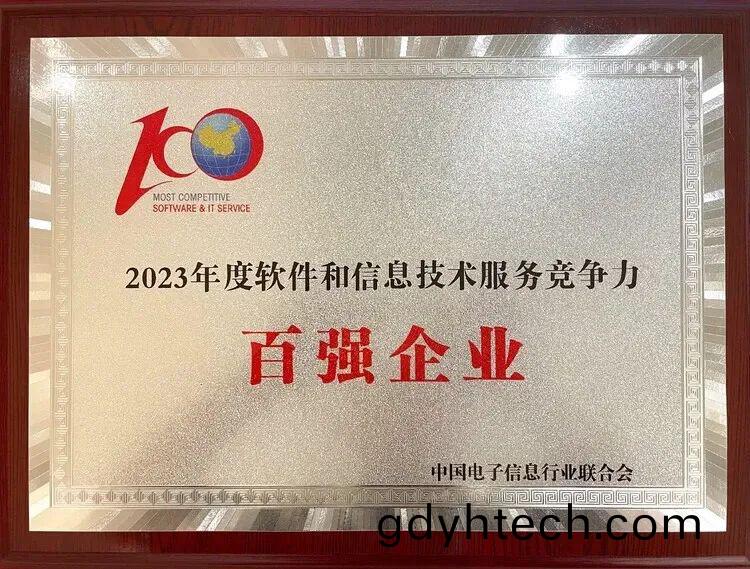 100
MOST COMPETITIVE
SOFTWARE & IT SERVICE
2023年度软件和信息技术服务竞争力
百强企业
中国电子信息行业联合会
gdyhtech.com